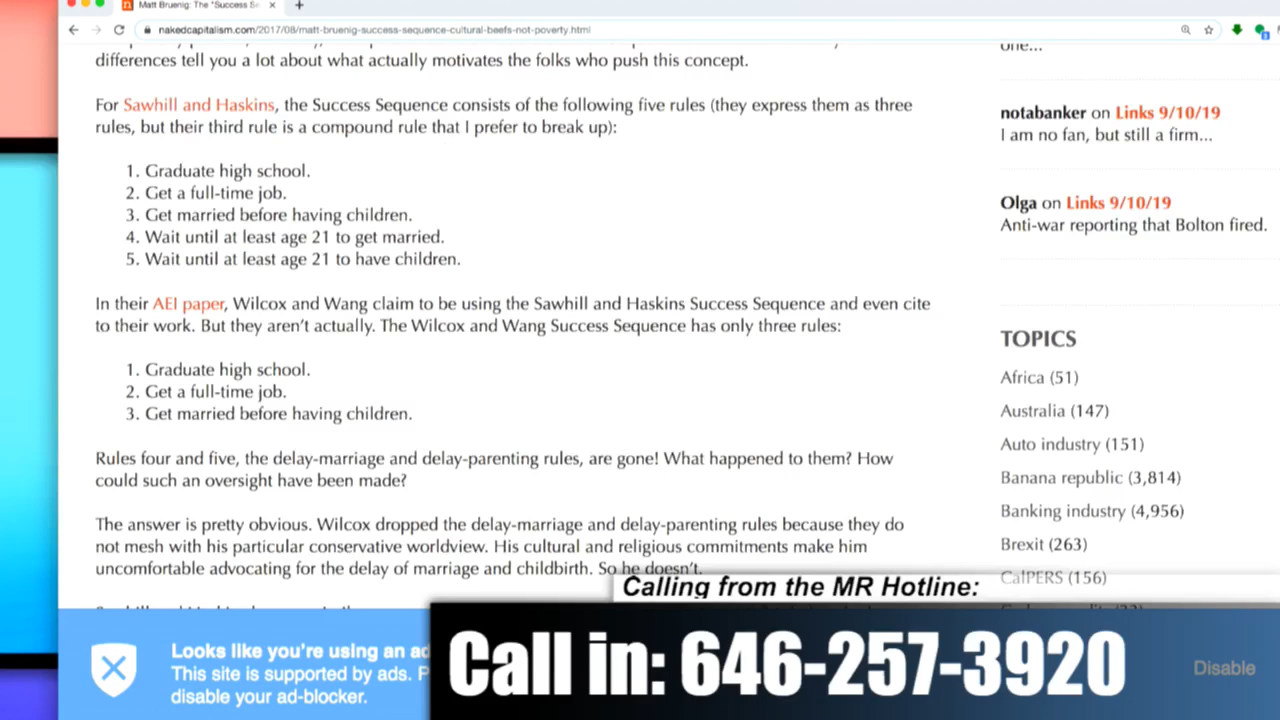 Matt Bruenig: The "Success Se
nakedcapitalism.com/2017/08/matt-bruenig-success-sequence-cultural-beefs-not-poverty.html
differences tell you a lot about what actually motivates the folks who push this concept.
one...
For Sawhill and Haskins, the Success Sequence consists of the following five rules (they express them as three
rules, but their third rule is a compound rule that I prefer to break up):
1. Graduate high school.
2. Get a full-time job.
3. Get married before having children.
4. Wait until at least age 21 to get married.
5. Wait until at least age 21 to have children.
In their AEI paper, Wilcox and Wang claim to be using the Sawhill and Haskins Success Sequence and even cite
to their work. But they aren't actually. The Wilcox and Wang Success Sequence has only three rules:
1. Graduate high school.
2. Get a full-time job.
3. Get married before having children.
Rules four and five, the delay-marriage and delay-parenting rules, are gone! What happened to them? How
could such an oversight have been made?
The answer is pretty obvious. Wilcox dropped the delay-marriage and delay-parenting rules because they do
not mesh with his particular conservative worldview. His cultural and religious commitments make him
uncomfortable advocating for the delay of marriage and childbirth. So he doesn't.
notabanker on Links 9/10/19
I am no fan, but still a firm...
Olga on Links 9/10/19
Anti-war reporting that Bolton fired.
TOPICS
Africa (51)
Australia (147)
Auto industry (151)
Banana republic (3,814)
Banking industry (4,956)
Brexit (263)
CalPERS (156)
Looks like you're using an ad
This site is supported by ads. P
disable your ad-blocker.
Calling from the MR Hotline:
Call in: 646-257-3920
Disable